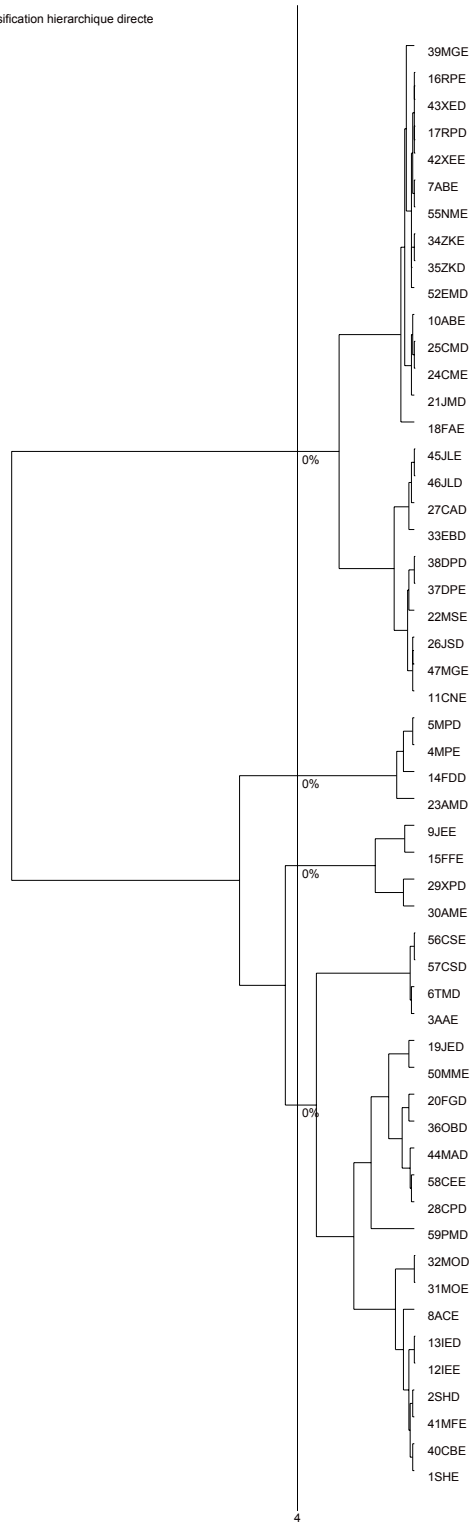 sification hierarchique directe
39MGE
16RPE
43XED
17RPD
42XEE
7ABE
55NME
34ZKE
35ZKD
52EMD
10ABE
25CMD
24CME
21JMD
18FAE
0%
45JLE
46JLD
27CAD
33EBD
38DPD
37DPE
22MSE
26JSD
47MGE
11CNE
5MPD
4MPE
14FDD
0%
23AMD
9JEE
15FFE
0%
29XPD
30AME
56CSE
57CSD
6TMD
3AAE
19JED
50MME
20FGD
0%
36OBD
44MAD
58CEE
28CPD
59PMD
32MOD
31MOE
8ACE
13IED
12IEE
2SHD
41MFE
40CBE
1SHE
4